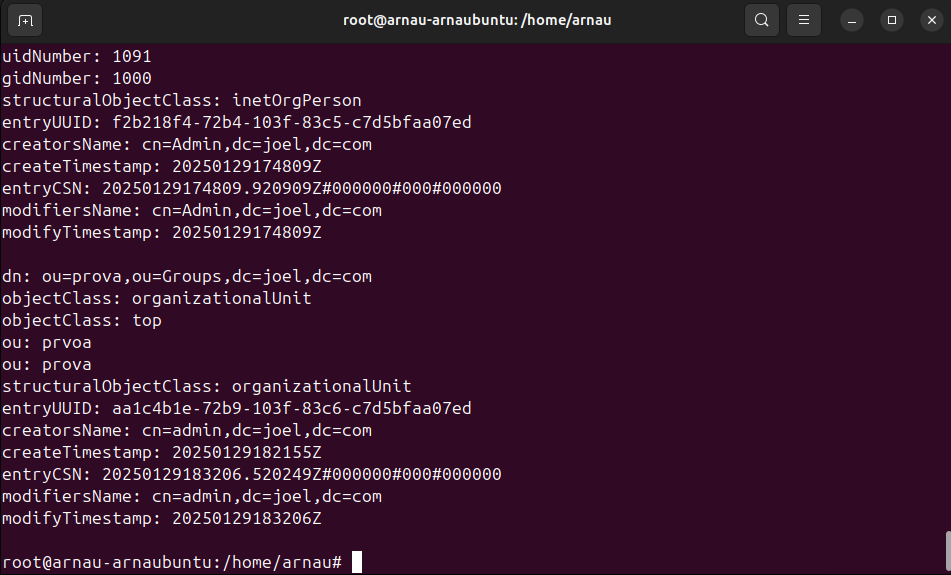 root@arnau-arnaubuntu: /home/arnau
uidNumber: 1091
gidNumber: 1000
structuralObjectClass: inetOrgPerson
entryUUID: f2b218f4-72b4-103f-83c5-c7d5bfaa07ed
creatorsName: cn=Admin,dc=joel,dc=com
createTimestamp: 20250129174809Z
entryCSN: 20250129174809.920909Z#000000#000#000000
modifiersName: cn=Admin,dc=joel,dc=com
modifyTimestamp: 20250129174809Z
dn: ou=prova,ou=Groups,dc=joel,dc=com
objectClass: organizationalUnit
objectClass: top
ou: prvoa
ou: prova
structuralObjectClass: organizationalUnit
entryUUID: aa1c4b1e-72b9-103f-83c6-c7d5bfaa07ed
creatorsName: cn=admin,dc=joel,dc=com
createTimestamp: 20250129182155Z
entryCSN: 20250129183206.520249Z#000000#000#000000
modifiersName: cn=admin,dc=joel,dc=com
modifyTimestamp: 20250129183206Z
root@arnau-arnaubuntu:/home/arnau#